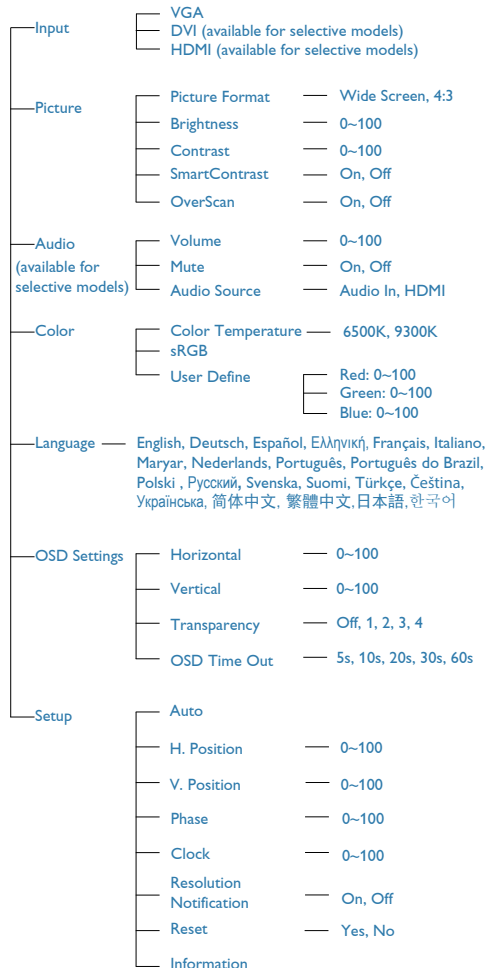 Input
VGA
DVI (available for selective models)
HDMI (available for selective models)
Picture
Picture Format Wide Screen, 4:3
Brightness 0~100
Contrast 0~100
SmartContrast On, Off
OverScan On, Off
Audio
(available for
selective models)
Volume 0~100
Mute On, Off
Audio Source Audio In, HDMI
Color
Color Temperature 6500K, 9300K
sRGB
User Define
Red: 0~100
Green: 0~100
Blue: 0~100
Language
English, Deutsch, Español, Ελληνική, Français, Italiano,
Maryar, Nederlands, Português, Português do Brazil,
Polski , Русский, Svenska, Suomi, Türkçe, Čeština,
Українська, 简体中文, 繁體中文,日本語,한국어
OSD Settings
Horizontal 0~100
Vertical 0~100
Transparency Off, 1, 2, 3, 4
OSD Time Out 5s, 10s, 20s, 30s, 60s
Setup
Auto
H. Position 0~100
V. Position 0~100
Phase 0~100
Clock 0~100
Resolution
Notification On, Off
Reset Yes, No
Information